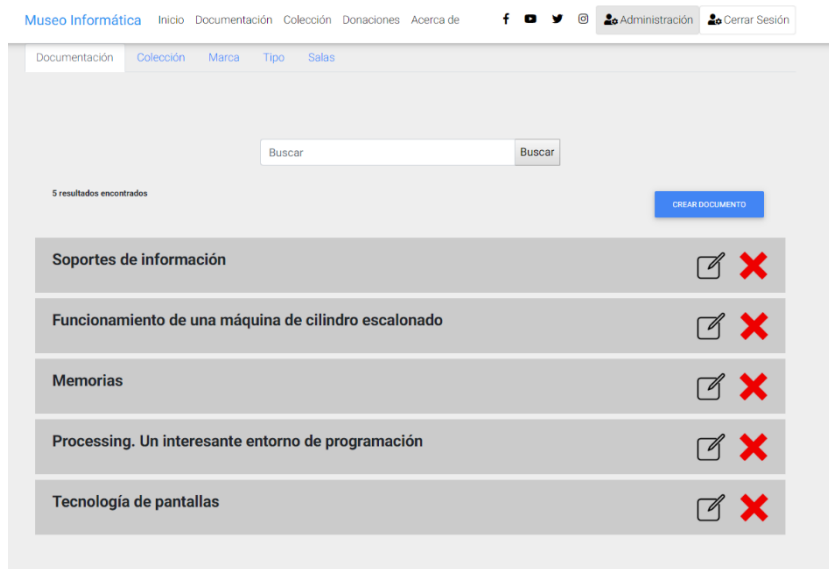 Museo Informática Inicio Documentación Colección Donaciones Acerca de Administración Cerrar Sesión
Documentación Colección Marca Tipo Salas
Buscar Buscar
5 resultados encontrados
CREAR DOCUMENTO
Soportes de información
Funcionamiento de una máquina de cilindro escalonado
Memorias
Processing. Un interesante entorno de programación
Tecnología de pantallas